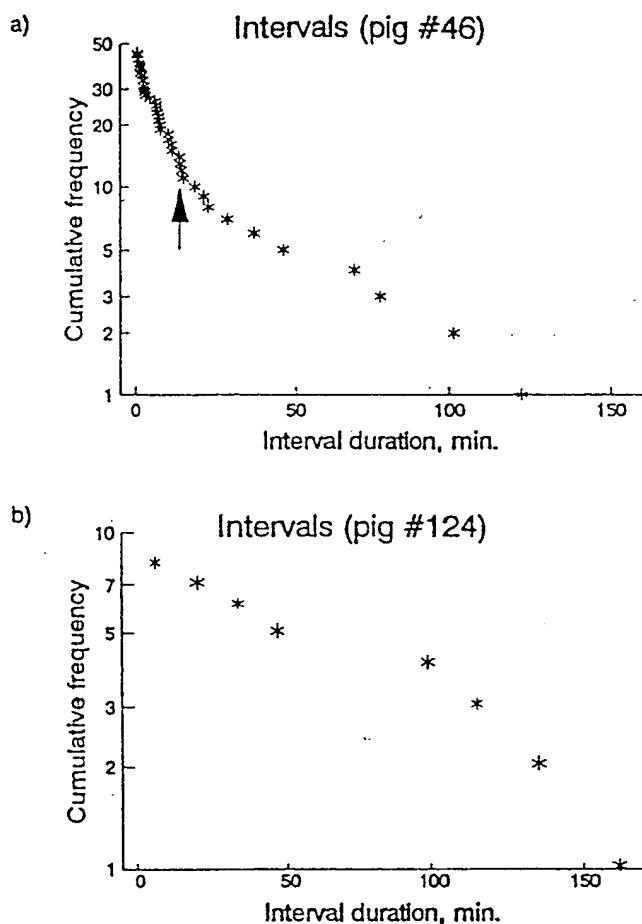 a)
Intervals (pig #46)
Cumulative frequency
50
30
20
10
5
3
2
1
0 50 100 150
Interval duration, min.
b)
Intervals (pig #124)
Cumulative frequency
10
7
5
3
2
1
0 50 100 150
Interval duration, min.